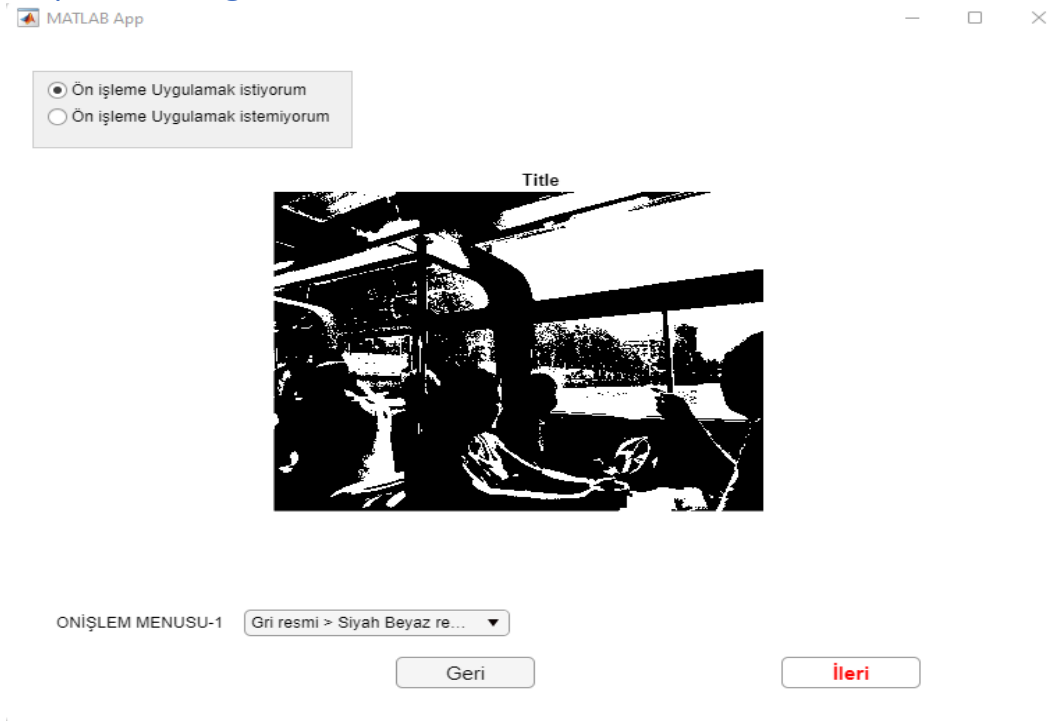 MATLAB App
Ön işleme Uygulamak istiyorum
Ön işleme Uygulamak istemiyorum
Title
ONİŞLEM MENUSU-1 Gri resmi > Siyah Beyaz re...
Geri
İleri